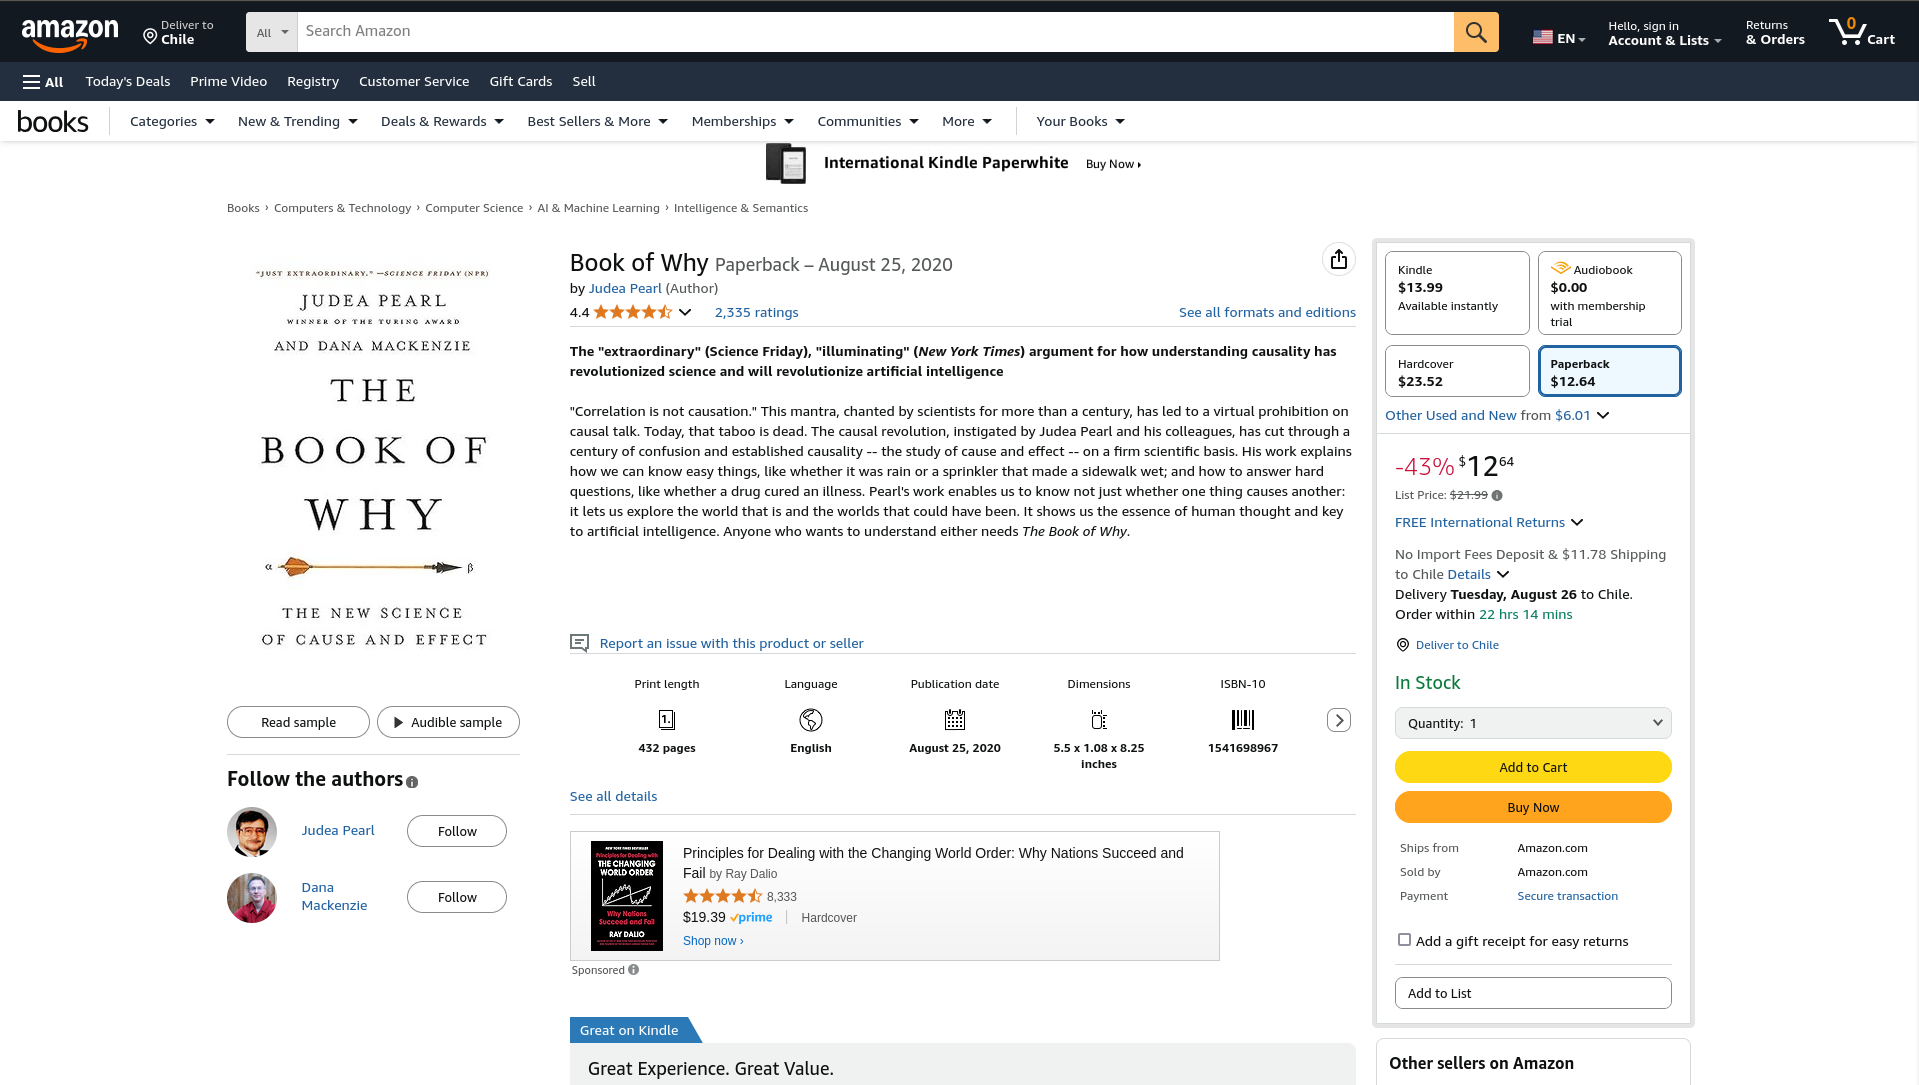 amazon
Deliver to
Chile
All
Search Amazon
EN
Hello, sign in
Account & Lists
Returns
& Orders
0
Cart
All
Today's Deals
Prime Video
Registry
Customer Service
Gift Cards
Sell
books
Categories
New & Trending
Deals & Rewards
Best Sellers & More
Memberships
Communities
More
Your Books
International Kindle Paperwhite
Buy Now
Books › Computers & Technology › Computer Science › AI & Machine Learning › Intelligence & Semantics
"JUST EXTRAORDINARY." —SCIENCE FRIDAY (NPR)
JUDEA PEARL
WINNER OF THE TURING AWARD
AND DANA MACKENZIE
THE
BOOK OF
WHY
α
β
THE NEW SCIENCE
OF CAUSE AND EFFECT
Read sample
Audible sample
Follow the authors
Judea Pearl
Follow
Dana
Mackenzie
Follow
Book of Why Paperback – August 25, 2020
by Judea Pearl (Author)
4.4
2,335 ratings
See all formats and editions
The "extraordinary" (Science Friday), "illuminating" (New York Times) argument for how understanding causality has
revolutionized science and will revolutionize artificial intelligence
"Correlation is not causation." This mantra, chanted by scientists for more than a century, has led to a virtual prohibition on
causal talk. Today, that taboo is dead. The causal revolution, instigated by Judea Pearl and his colleagues, has cut through a
century of confusion and established causality -- the study of cause and effect -- on a firm scientific basis. His work explains
how we can know easy things, like whether it was rain or a sprinkler that made a sidewalk wet; and how to answer hard
questions, like whether a drug cured an illness. Pearl's work enables us to know not just whether one thing causes another:
it lets us explore the world that is and the worlds that could have been. It shows us the essence of human thought and key
to artificial intelligence. Anyone who wants to understand either needs The Book of Why.
Report an issue with this product or seller
Print length
1.
432 pages
Language
English
Publication date
August 25, 2020
Dimensions
5.5 x 1.08 x 8.25
inches
ISBN-10
1541698967
See all details
NEW YORK TIMES BESTSELLER
Principles for Dealing with
THE CHANGING
WORLD ORDER
Why Nations
Succeed and Fail
RAY DALIO
Principles for Dealing with the Changing World Order: Why Nations Succeed and
Fail by Ray Dalio
8,333
$19.39 prime
Hardcover
Shop now ›
Sponsored
Great on Kindle
Great Experience. Great Value.
Kindle
$13.99
Available instantly
Audiobook
$0.00
with membership
trial
Hardcover
$23.52
Paperback
$12.64
Other Used and New from $6.01
-43% $12 64
List Price: $21.99
FREE International Returns
No Import Fees Deposit & $11.78 Shipping
to Chile Details
Delivery Tuesday, August 26 to Chile.
Order within 22 hrs 14 mins
Deliver to Chile
In Stock
Quantity: 1
Add to Cart
Buy Now
Ships from
Amazon.com
Sold by
Amazon.com
Payment
Secure transaction
Add a gift receipt for easy returns
Add to List
Other sellers on Amazon